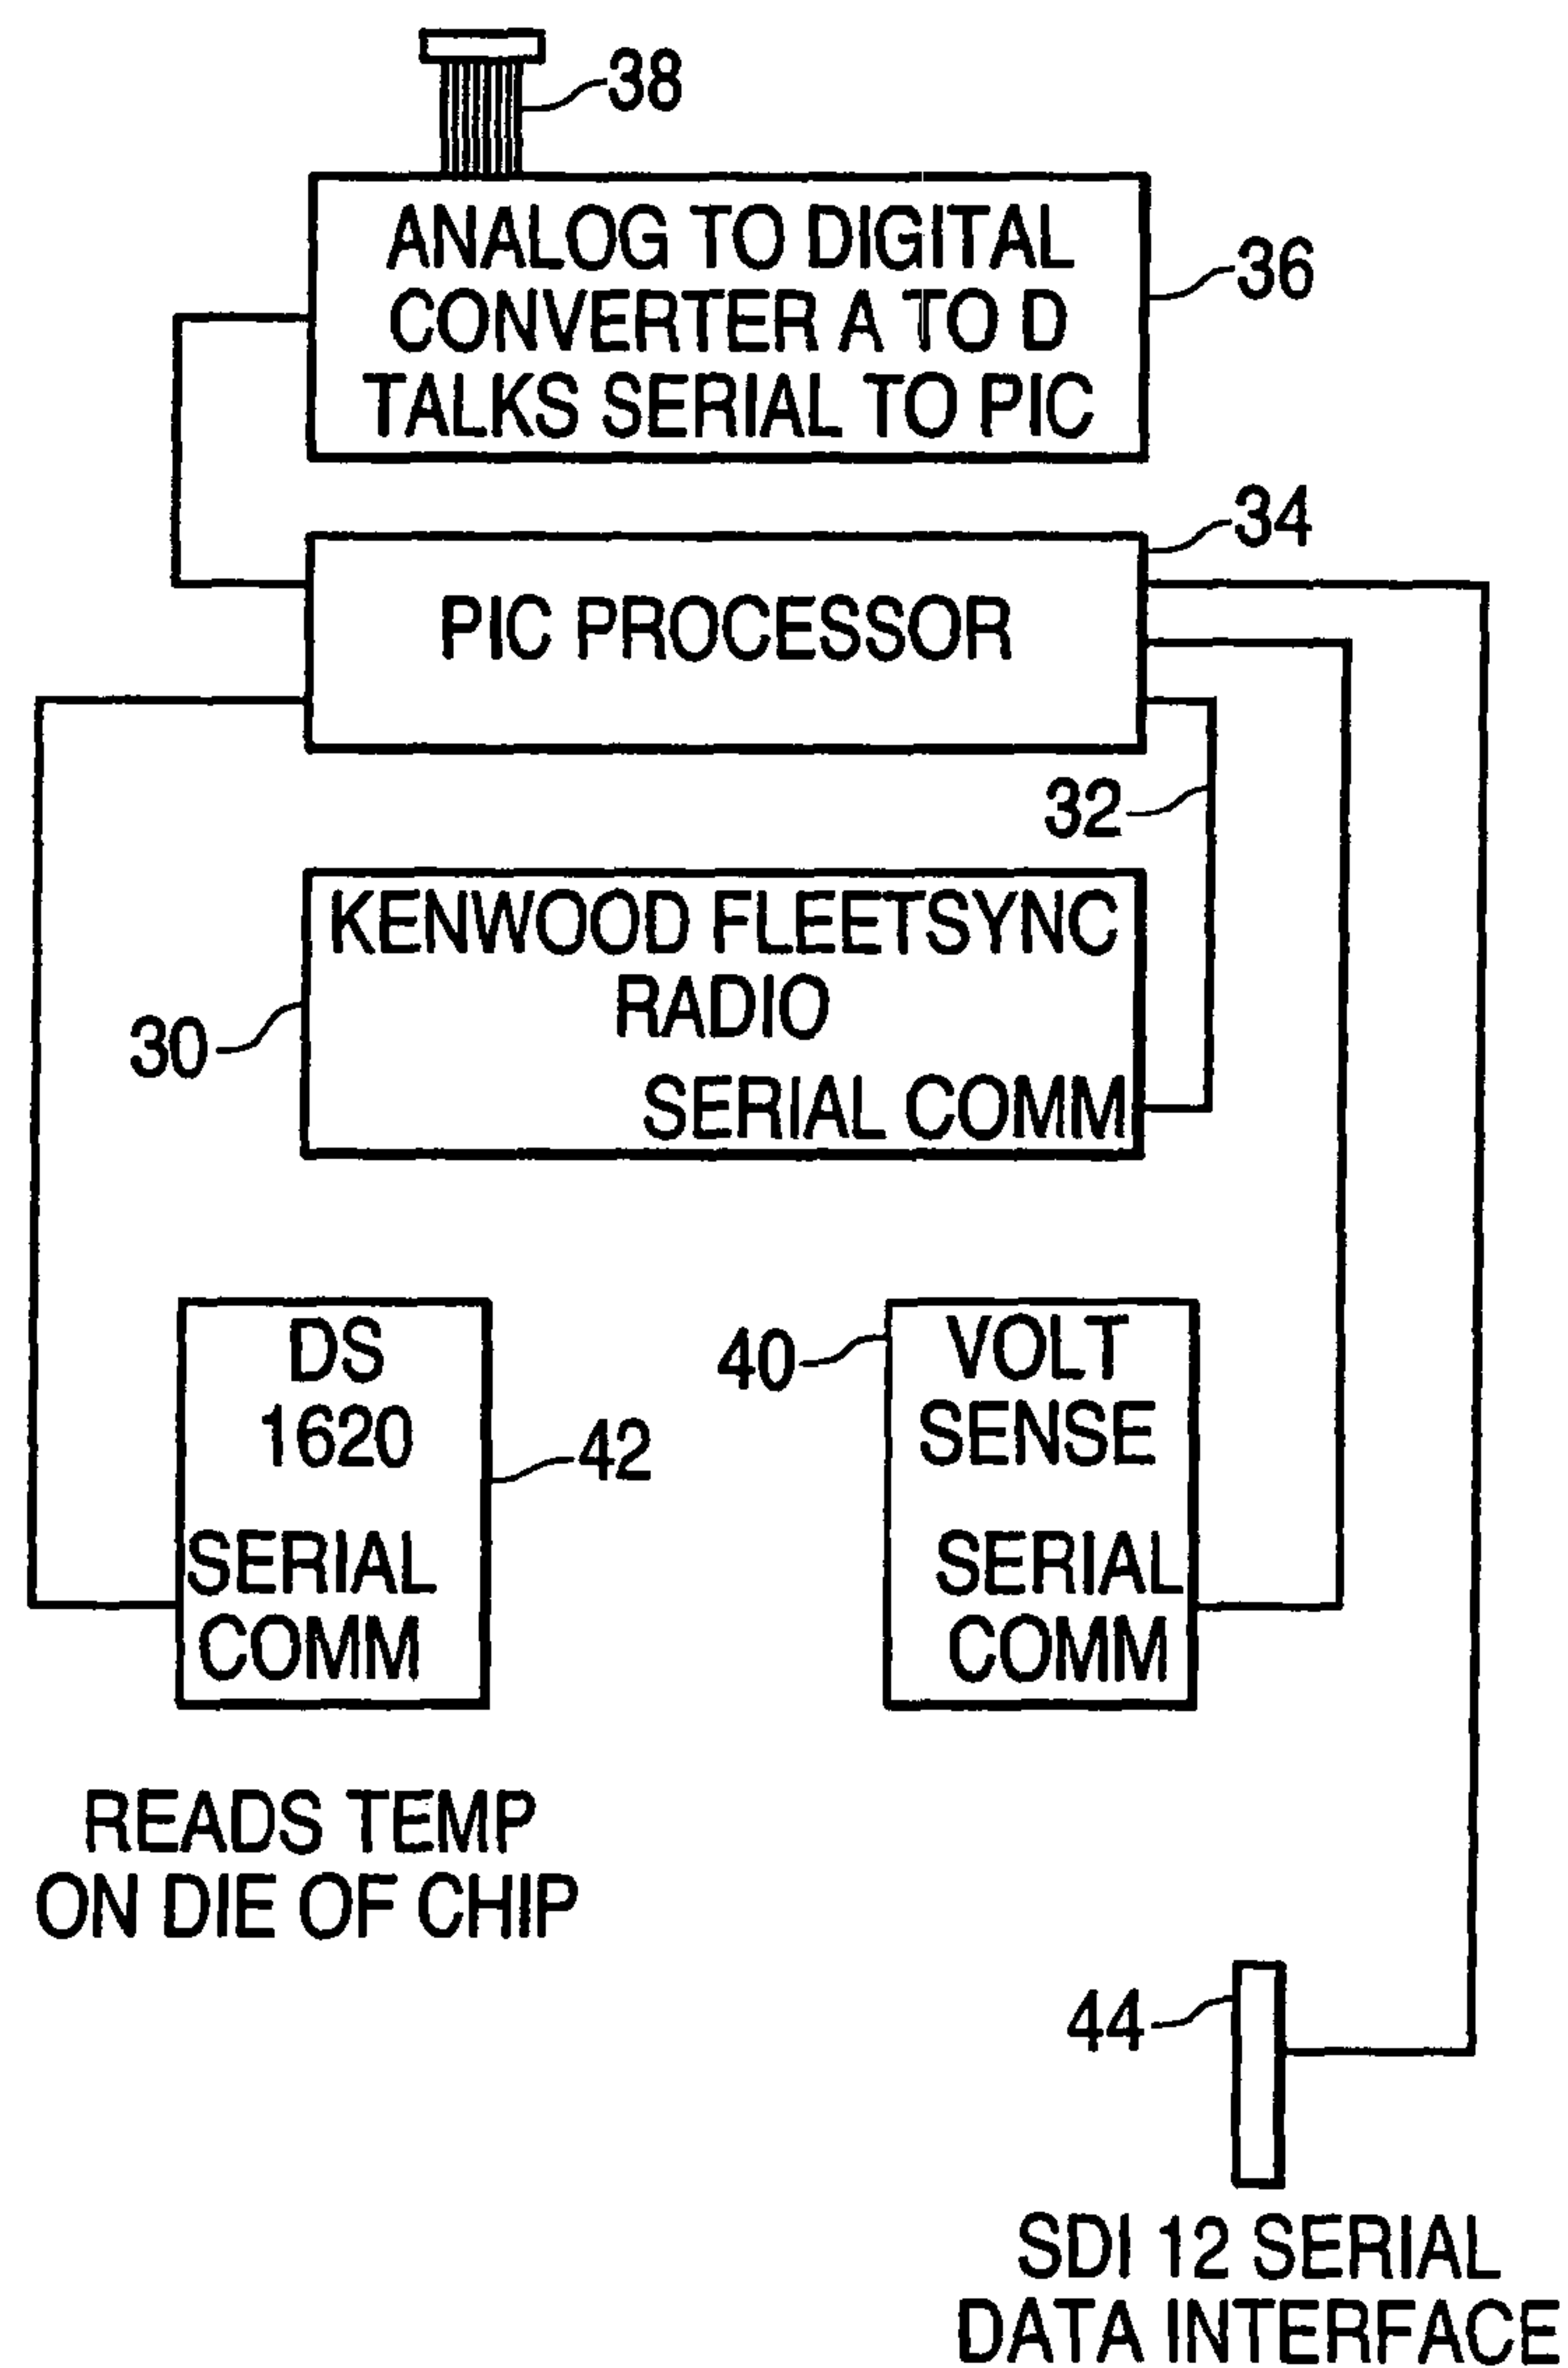 38
ANALOG TO DIGITAL
CONVERTER A TO D
TALKS SERIAL TO PIC
36
34
PIC PROCESSOR
32
KENWOOD FLEETSYNC
RADIO
SERIAL COMM
30
DS
1620
SERIAL
COMM
42
40
VOLT
SENSE
SERIAL
COMM
READS TEMP
ON DIE OF CHIP
44
SDI 12 SERIAL
DATA INTERFACE